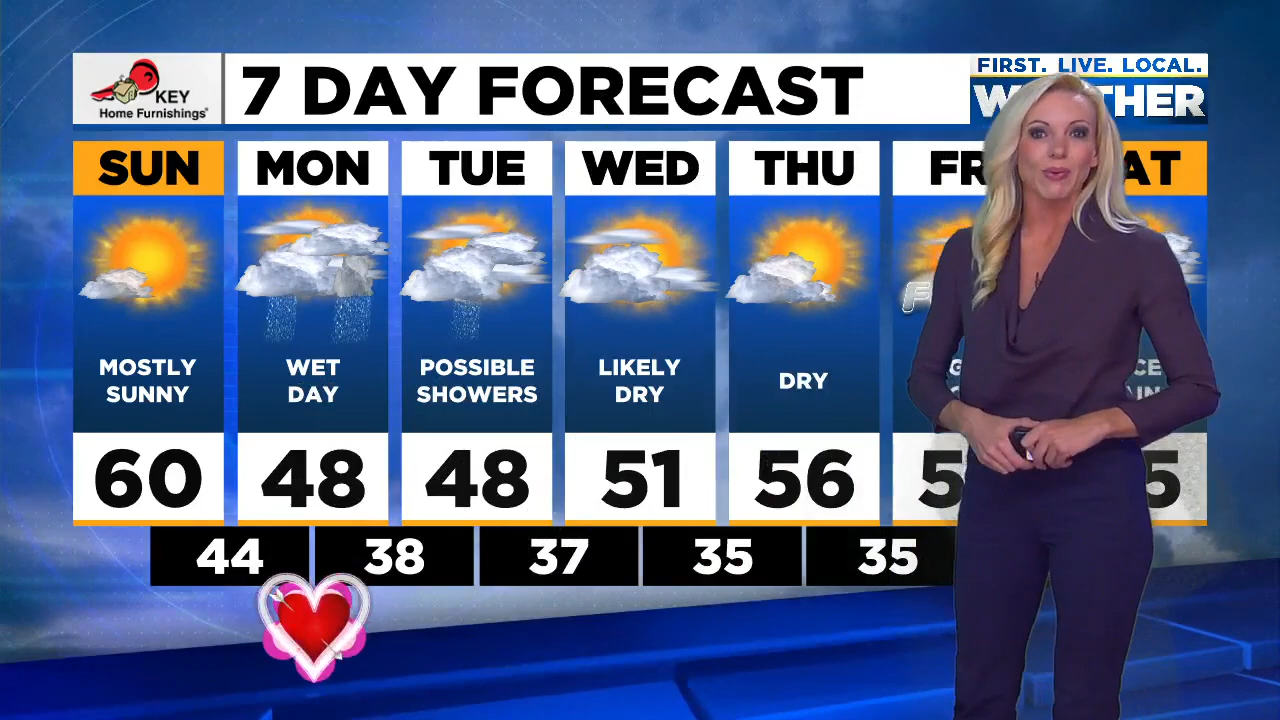 KEY
Home Furnishings
7 DAY FORECAST
FIRST. LIVE. LOCAL.
SUN MON TUE WED THU
MOSTLY SUNNY
WET DAY
POSSIBLE SHOWERS
LIKELY DRY
DRY
60 48 48 51 56
44 38 37 35 35